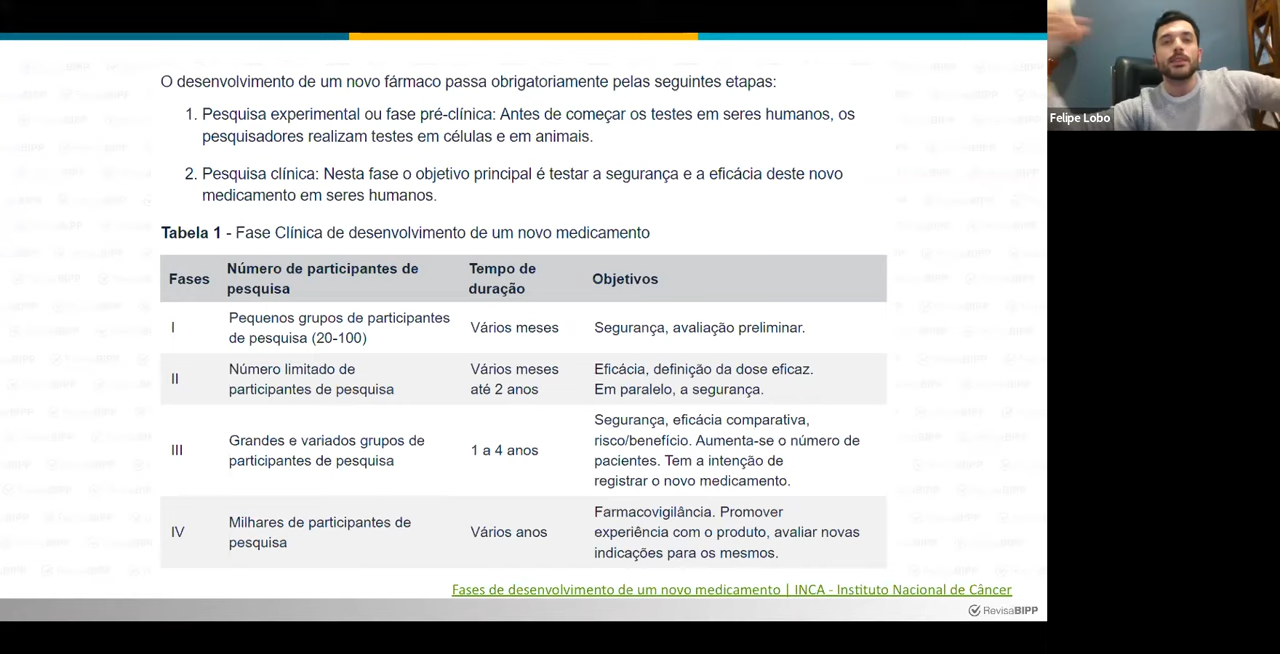 O desenvolvimento de um novo fármaco passa obrigatoriamente pelas seguintes etapas:
1. Pesquisa experimental ou fase pré-clínica: Antes de começar os testes em seres humanos, os
pesquisadores realizam testes em células e em animais.
2. Pesquisa clínica: Nesta fase o objetivo principal é testar a segurança e a eficácia deste novo
medicamento em seres humanos.
Tabela 1 - Fase Clínica de desenvolvimento de um novo medicamento
Fases
Número de participantes de
pesquisa
Tempo de
duração
Objetivos
I
Pequenos grupos de participantes
de pesquisa (20-100)
Vários meses
Segurança, avaliação preliminar.
II
Número limitado de
participantes de pesquisa
Vários meses
até 2 anos
Eficácia, definição da dose eficaz.
Em paralelo, a segurança.
III
Grandes e variados grupos de
participantes de pesquisa
1 a 4 anos
Segurança, eficácia comparativa,
risco/benefício. Aumenta-se o número de
pacientes. Tem a intenção de
registrar o novo medicamento.
IV
Milhares de participantes de
pesquisa
Vários anos
Farmacovigilância. Promover
experiência com o produto, avaliar novas
indicações para os mesmos.
Fases de desenvolvimento de um novo medicamento | INCA - Instituto Nacional de Câncer
RevisaBIPP
Felipe Lobo